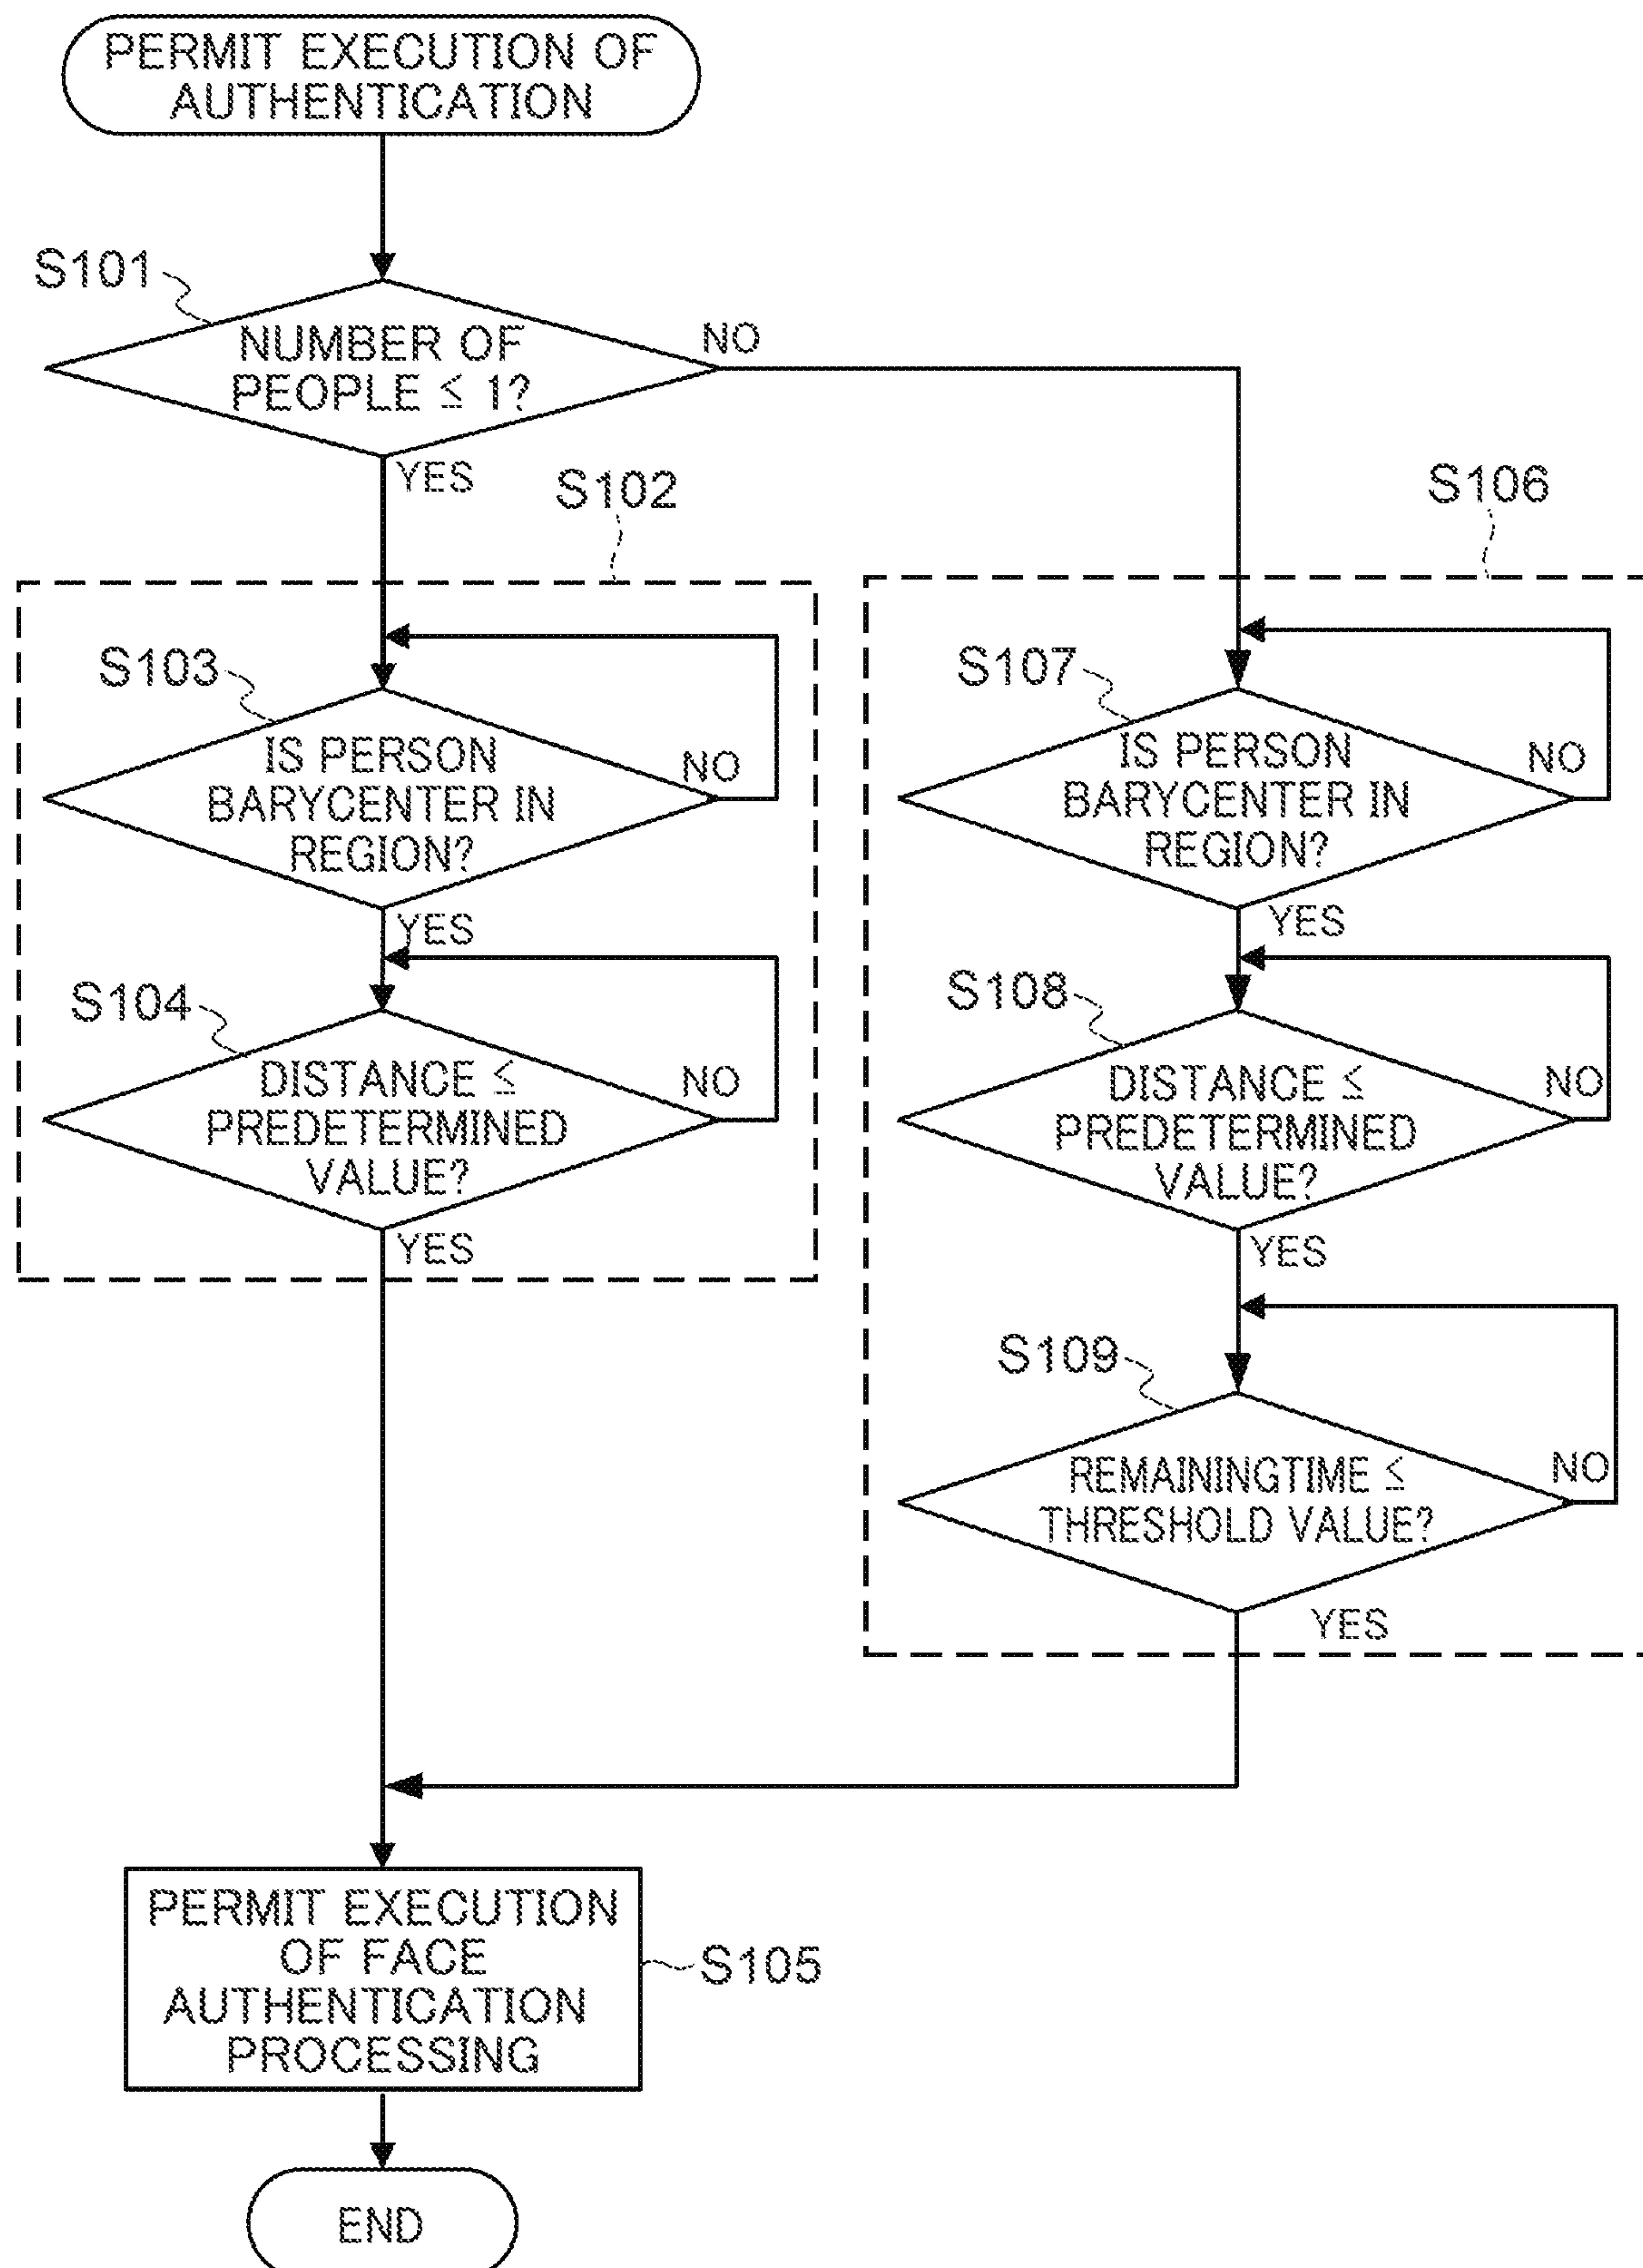 PERMIT EXECUTION OF
AUTHENTICATION
S101
NUMBER OF
PEOPLE ≤ 1?
NO
YES
S102
S103
IS PERSON
BARYCENTER IN
REGION?
NO
YES
S104
DISTANCE ≤
PREDETERMINED
VALUE?
NO
YES
S106
S107
IS PERSON
BARYCENTER IN
REGION?
NO
YES
S108
DISTANCE ≤
PREDETERMINED
VALUE?
NO
YES
S109
REMAININGTIME ≤
THRESHOLD VALUE?
NO
YES
PERMIT EXECUTION
OF FACE
AUTHENTICATION
PROCESSING
S105
END